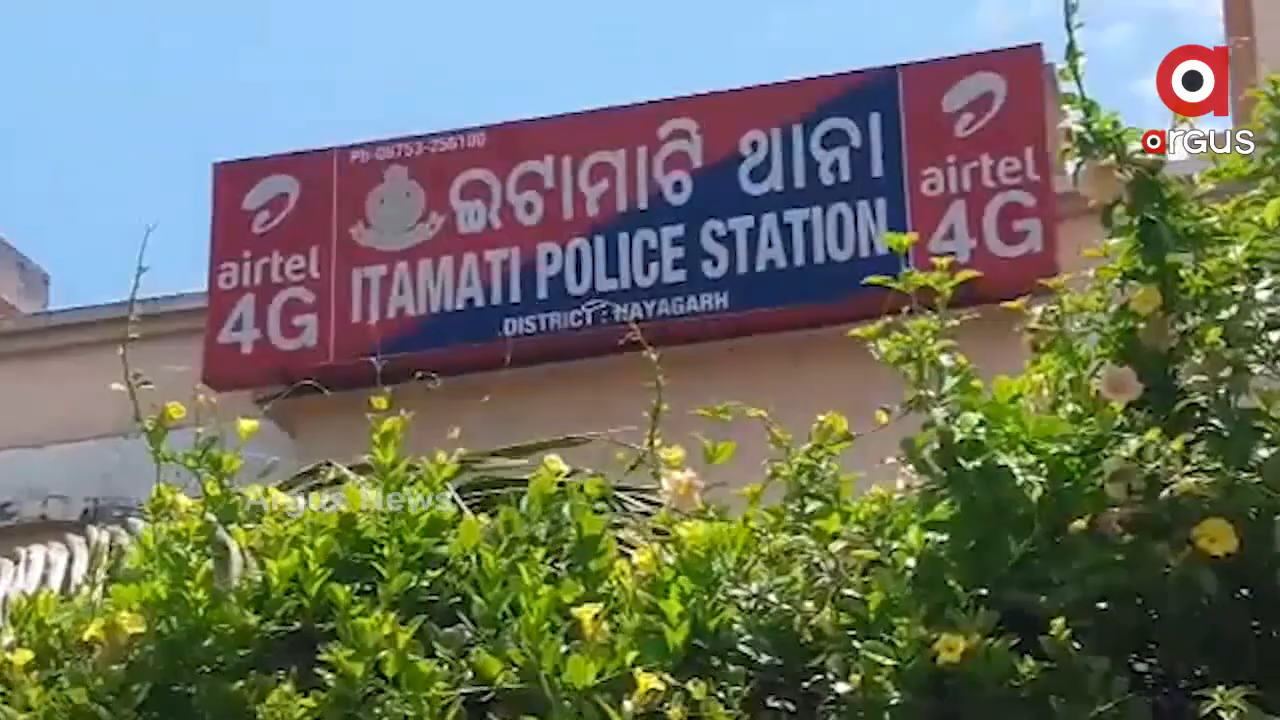 Ph-06753-256100
ଇଟାମାଟି ଥାନା
ITAMATI POLICE STATION
DISTRICT : NAYAGARH
airtel
4G
airtel
4G
argus
Argus News